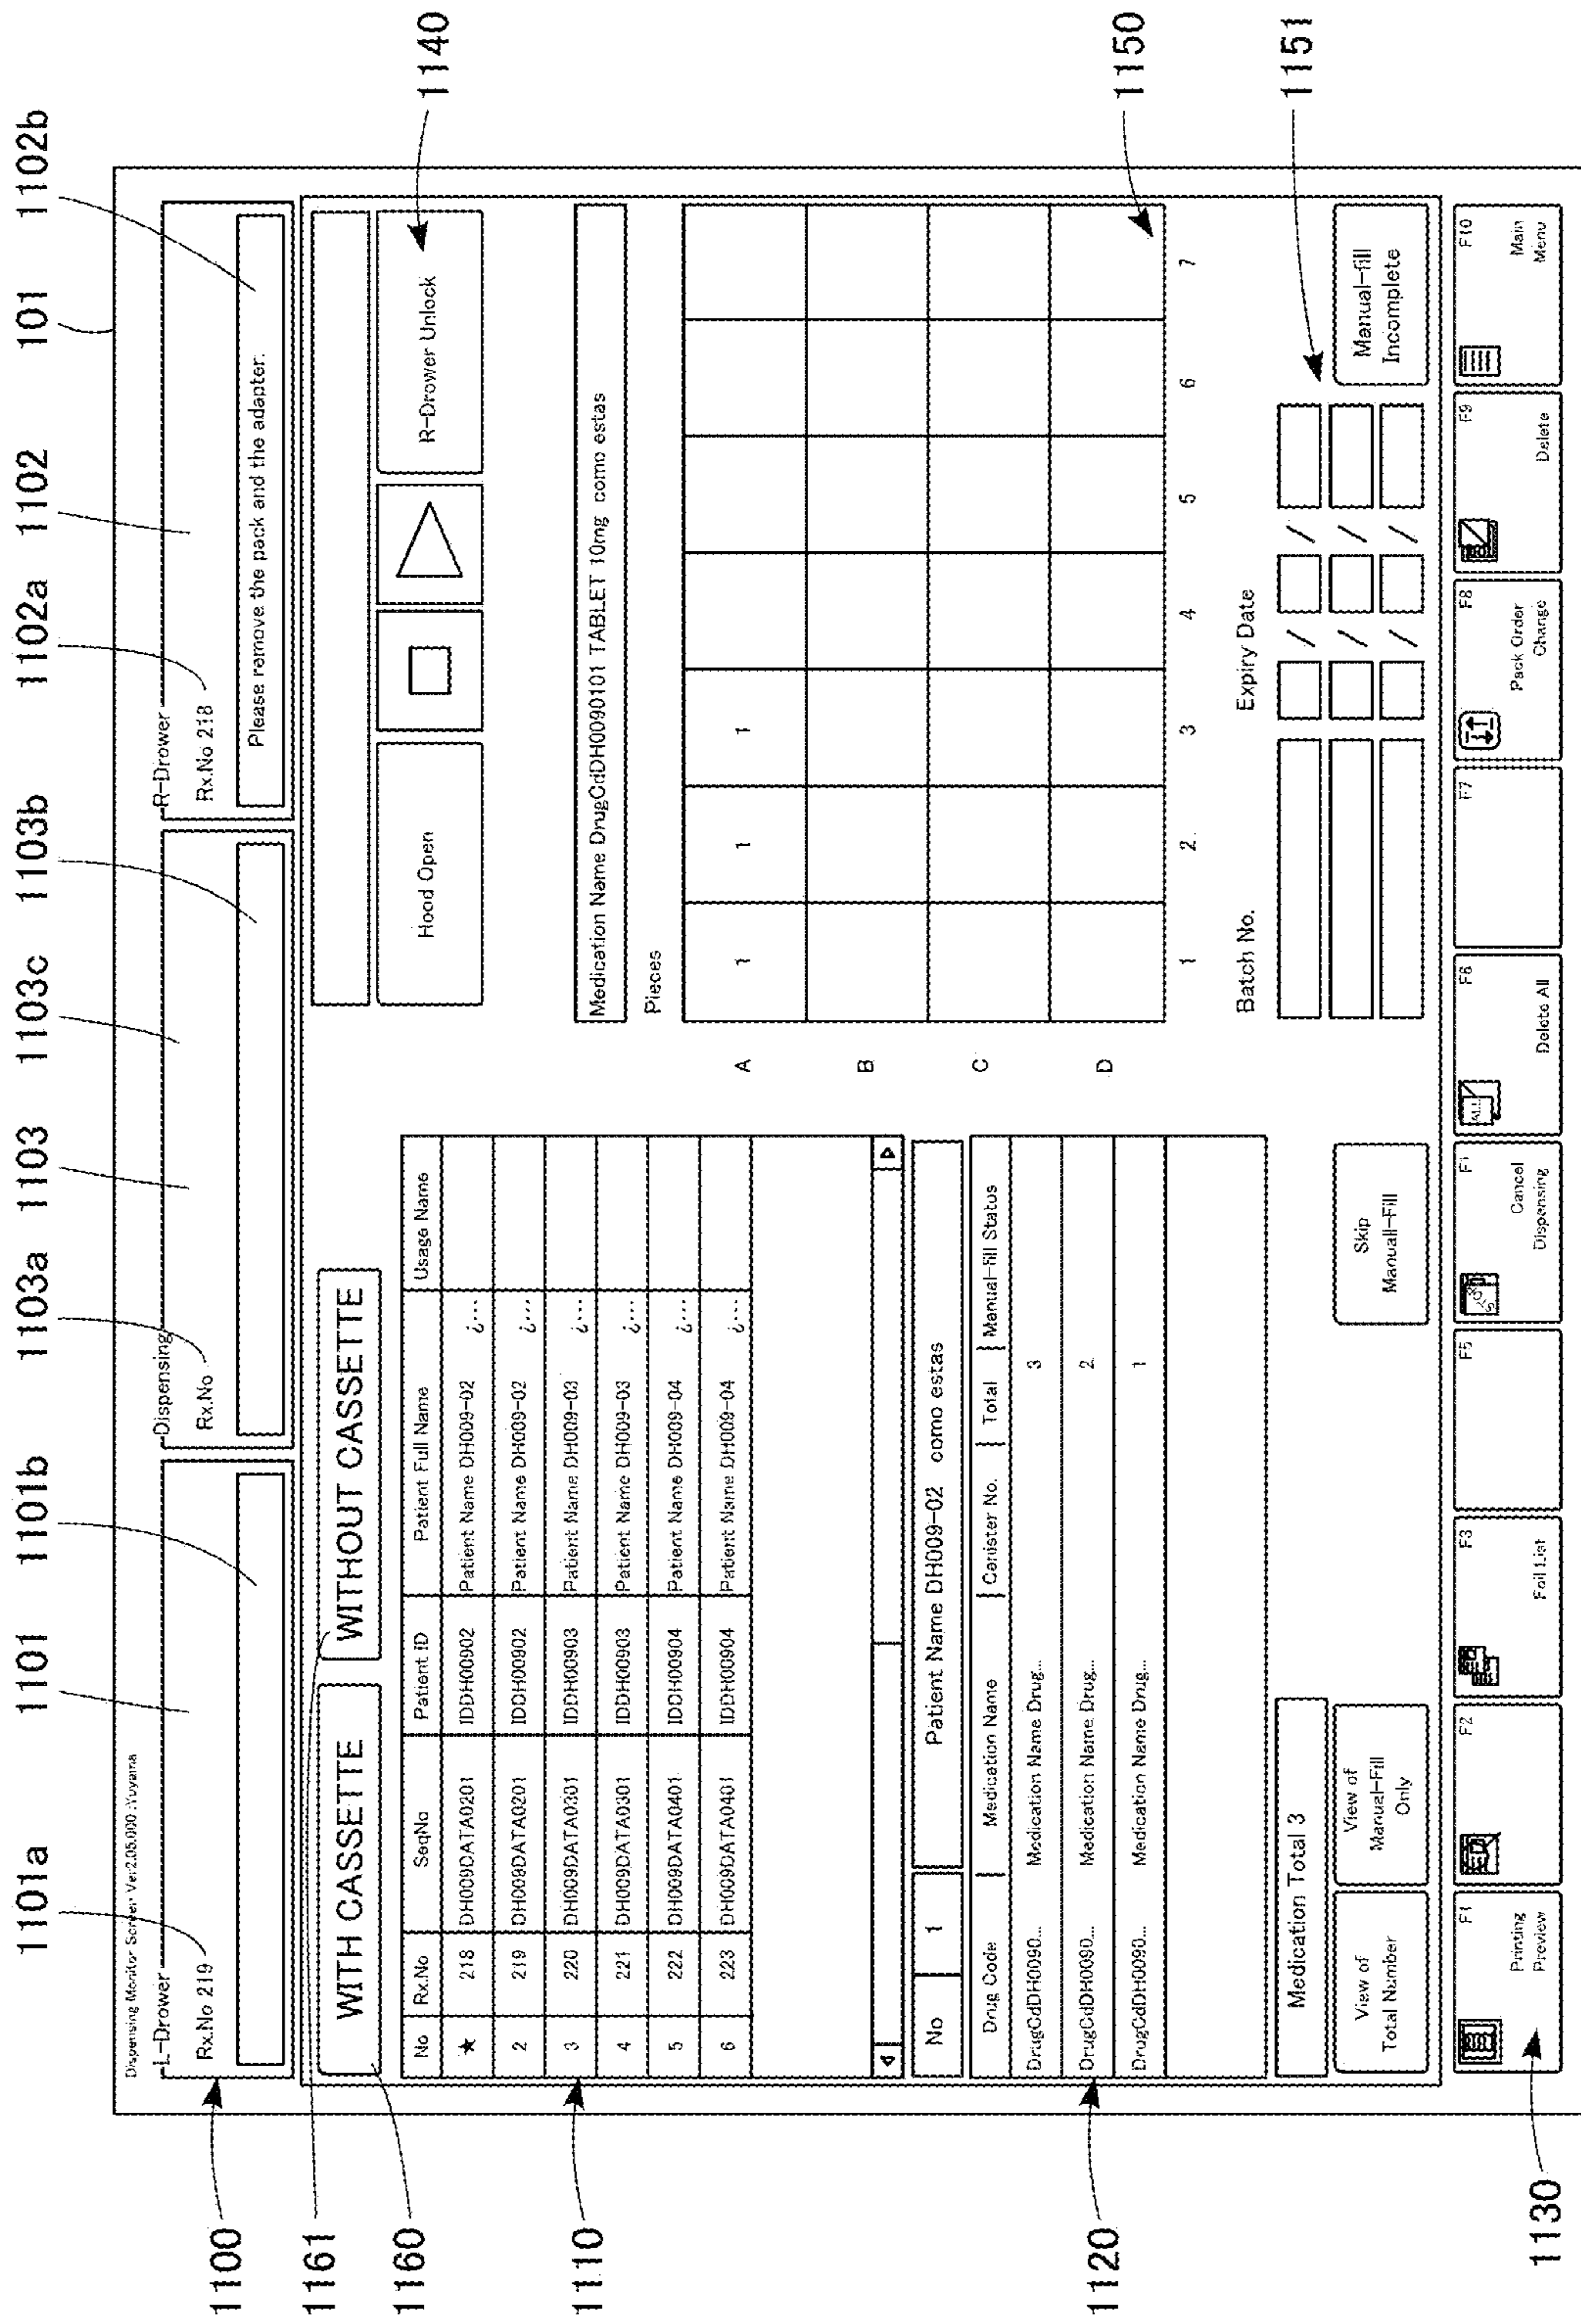 1101a 1101 1101b 1103a 1103 1103c 1103b 1102a 1102 101 1102b
Dispensing Monitor Screen Ver2.05.000 :Yuyama
1100
L-Drower
Rx.No 219
Dispensing
Rx.No
R-Drower
Rx.No 218
Please remove the pack and the adapter.
1161
1160
WITH CASSETTE
WITHOUT CASSETTE
Hood Open
R-Drower Unlock
1140
1110
No Rx.No SeqNo Patient ID Patient Full Name Usage Name
★ 218 DH009DATA0201 IDDH00902 Patient Name DH009-02 ¿...
2 219 DH009DATA0201 IDDH00902 Patient Name DH009-02 ¿...
3 220 DH009DATA0301 IDDH00903 Patient Name DH009-03 ¿...
4 221 DH009DATA0301 IDDH00903 Patient Name DH009-03 ¿...
5 222 DH009DATA0401 IDDH00904 Patient Name DH009-04 ¿...
6 223 DH009DATA0401 IDDH00904 Patient Name DH009-04 ¿...
No 1 Patient Name DH009-02 como estas
1120
Drug Code Medication Name Canister No. Total Manual-fill Status
DrugCdDH0090... Medication Name Drug... 3
DrugCdDH0090... Medication Name Drug... 2
DrugCdDH0090... Medication Name Drug... 1
Medication Total 3
View of
Total Number
View of
Manual-Fill
Only
Skip
Manuall-Fill
Medication Name DrugCdDH0090101 TABLET 10mg como estas
Pieces
A 1 1 1
B
C
D
1 2 3 4 5 6 7
1150
Batch No. Expiry Date
/ /
/ /
/ /
1151
Manual-fill
Incomplete
1130
F1
Printing
Preview
F2
F3
Foil List
F5
Cancel
Dispensing
F6
Delete All
ALL
F7
F8
Pack Order
Change
F9
Delete
F10
Main
Menu